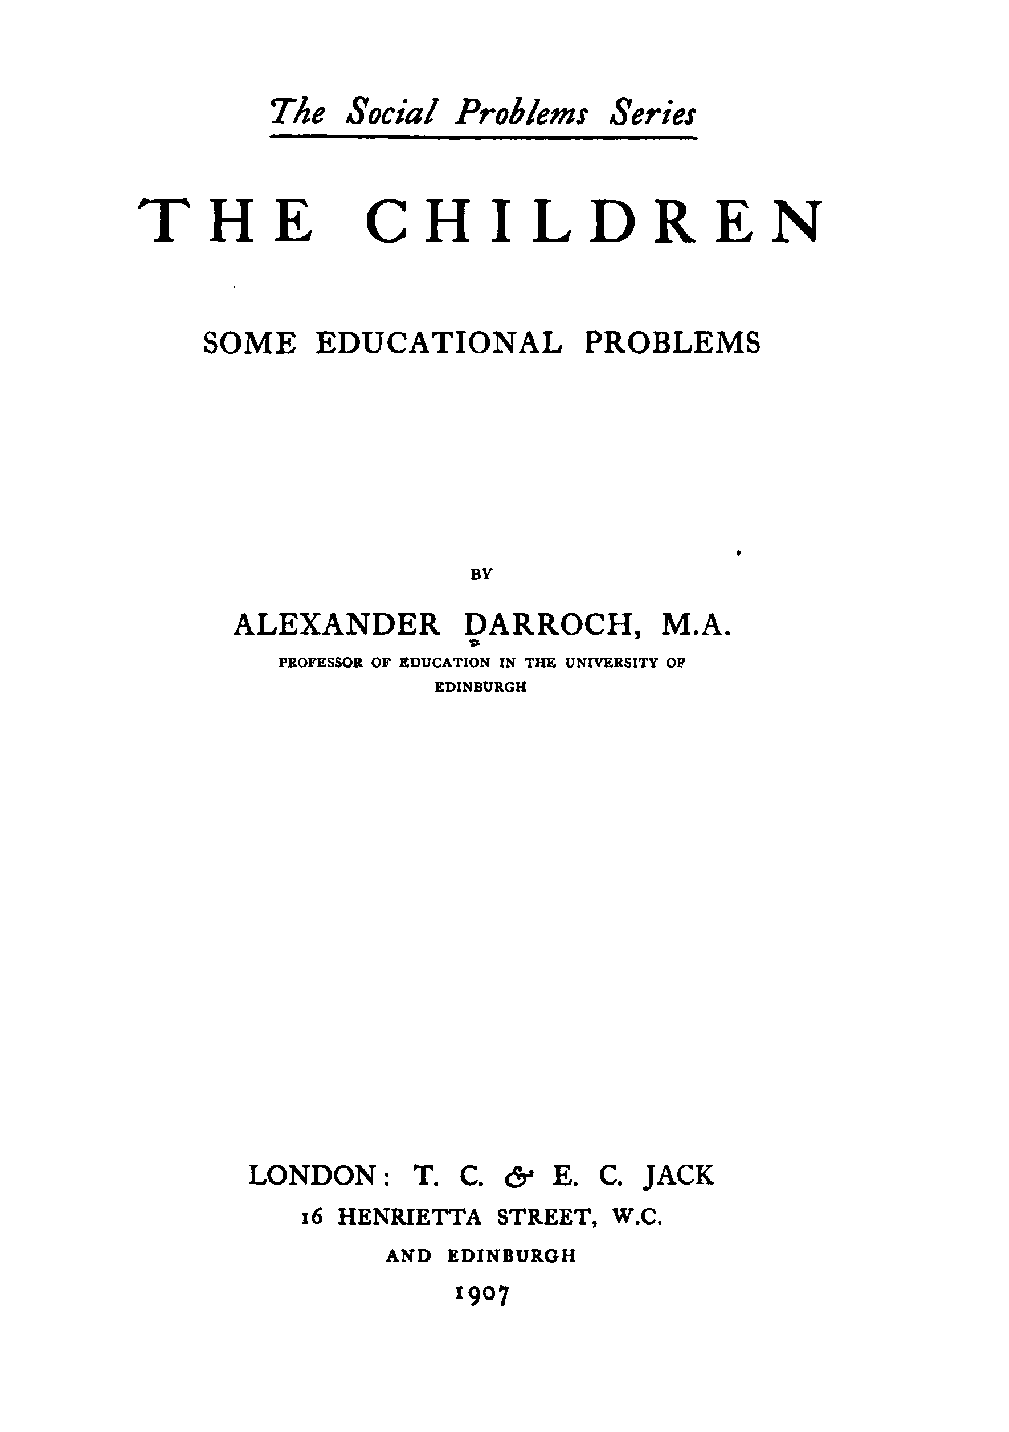 The Social Problems Series
THE CHILDREN
SOME EDUCATIONAL PROBLEMS
BY
ALEXANDER DARROCH, M.A.
PROFESSOR OF EDUCATION IN THE UNIVERSITY OF
EDINBURGH
LONDON: T. C. & E. C. JACK
16 HENRIETTA STREET, W.C.
AND EDINBURGH
1907